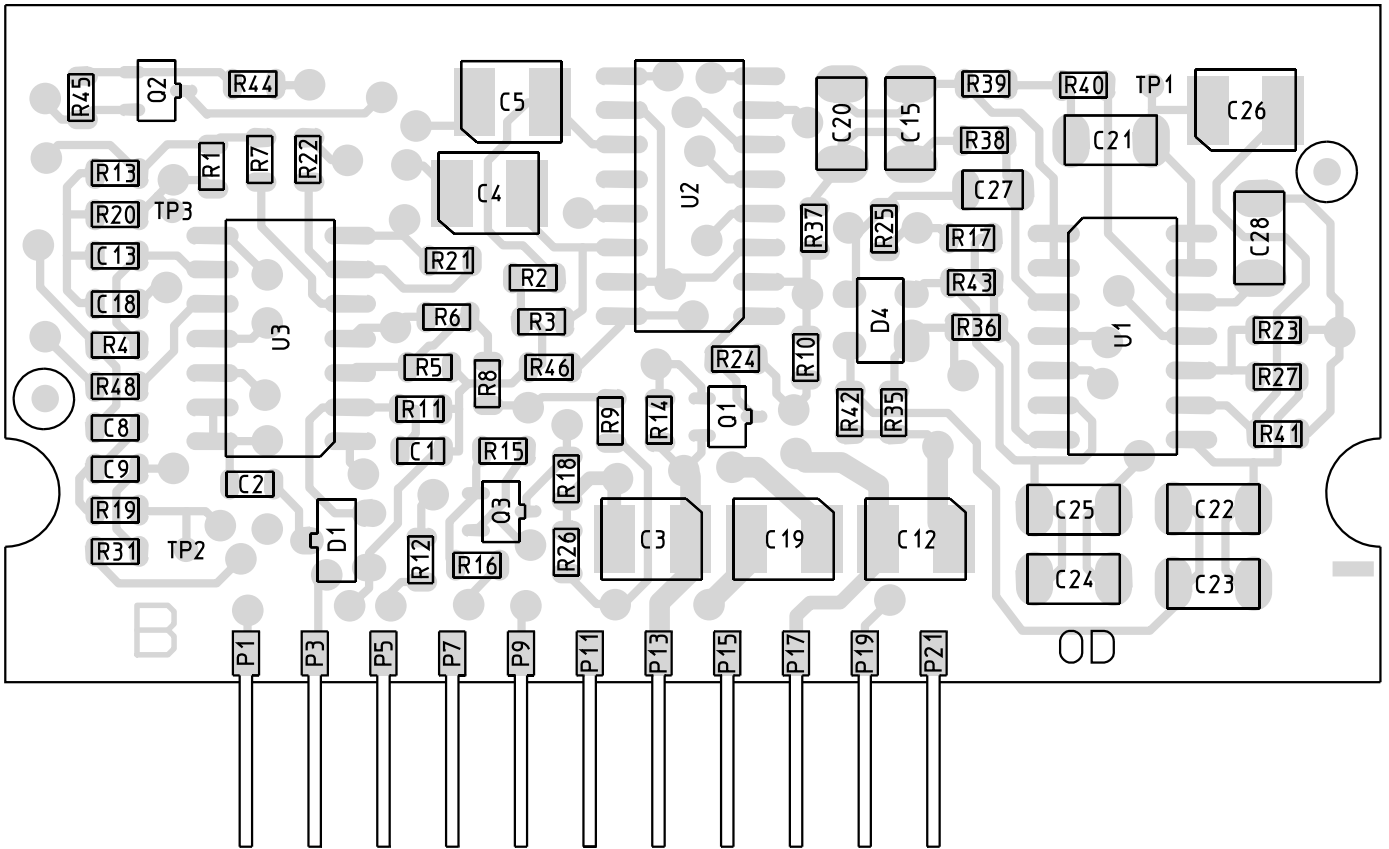 R45
Q2
R44
C5
C20
C15
R39
R40
TP1
C26
R1
R7
R22
R38
C21
R13
R20
TP3
C4
U2
C27
R37
R25
R17
C28
C13
R21
R2
R43
C18
R6
R3
U3
D4
R36
U1
R23
R4
R5
R8
R46
R24
R10
R27
R48
R11
R9
R14
Q1
R42
R35
R41
C8
C1
R15
C9
C2
R18
R19
Q3
C25
C22
TP2
D1
C3
C19
C12
R31
R12
R16
R26
C24
C23
B
OD
P1
P3
P5
P7
P9
P11
P13
P15
P17
P19
P21